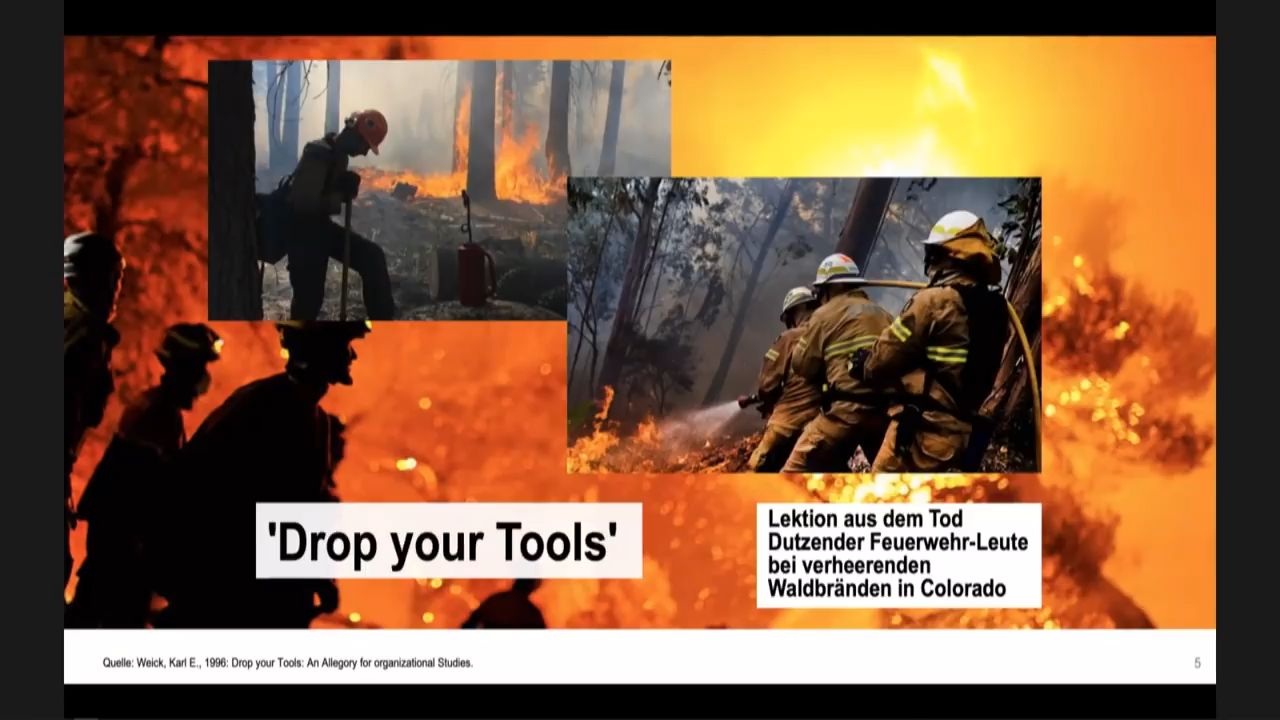 'Drop your Tools'
Lektion aus dem Tod
Dutzender Feuerwehr-Leute
bei verheerenden
Waldbränden in Colorado
Quelle: Weick, Karl E., 1996: Drop your Tools: An Allegory for organizational Studies.
5